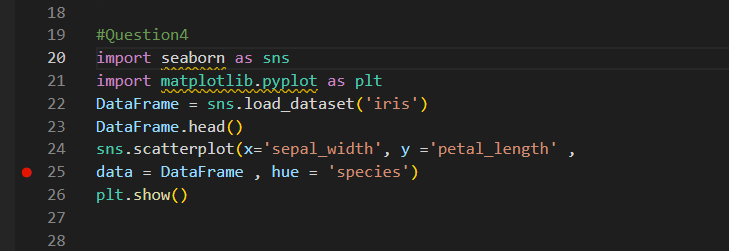 18
19 #Question4
20 import seaborn as sns
21 import matplotlib.pyplot as plt
22 DataFrame = sns.load_dataset('iris')
23 DataFrame.head()
24 sns.scatterplot(x='sepal_width', y ='petal_length' ,
25 data = DataFrame , hue = 'species')
26 plt.show()
27
28